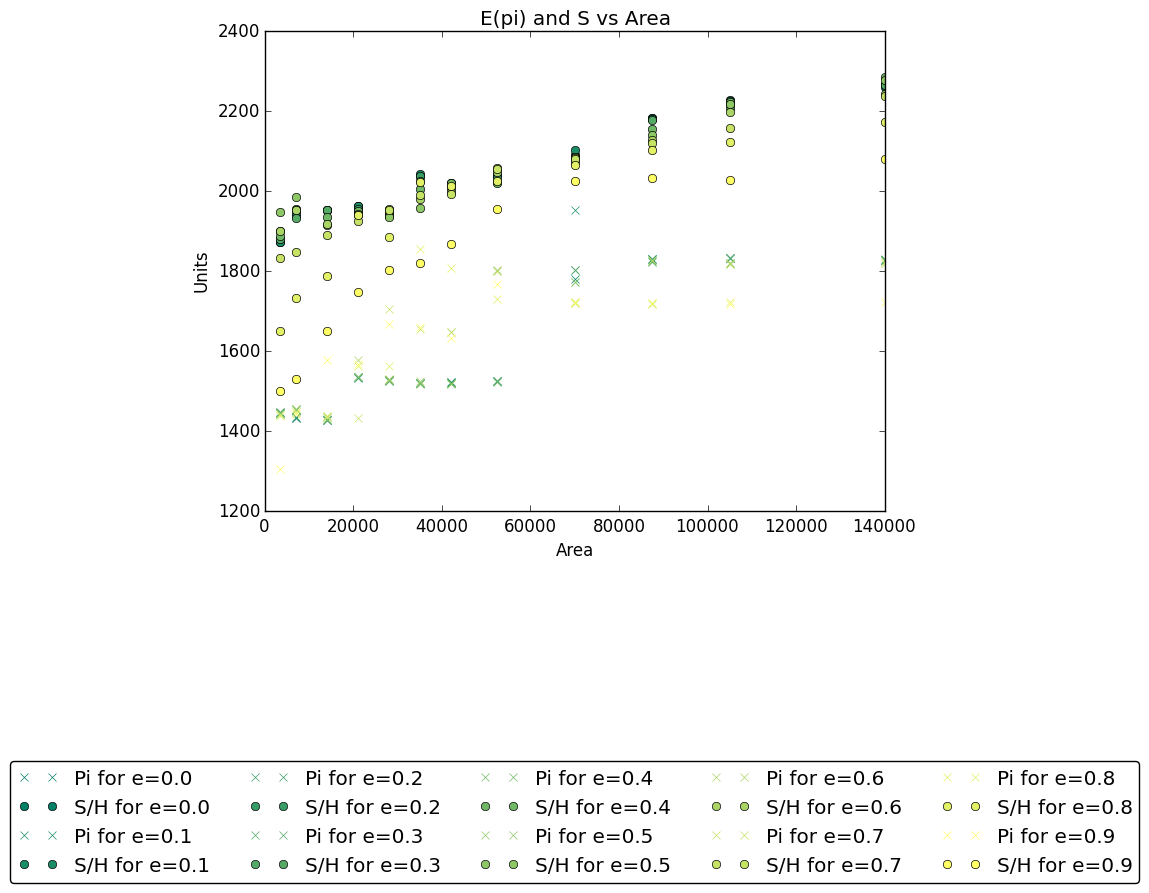 E(pi) and S vs Area
2400
2200
2000
1800
1600
1400
1200
Units
0 20000 40000 60000 80000 100000 120000 140000
Area
Pi for e=0.0 Pi for e=0.2 Pi for e=0.4 Pi for e=0.6 Pi for e=0.8
S/H for e=0.0 S/H for e=0.2 S/H for e=0.4 S/H for e=0.6 S/H for e=0.8
Pi for e=0.1 Pi for e=0.3 Pi for e=0.5 Pi for e=0.7 Pi for e=0.9
S/H for e=0.1 S/H for e=0.3 S/H for e=0.5 S/H for e=0.7 S/H for e=0.9